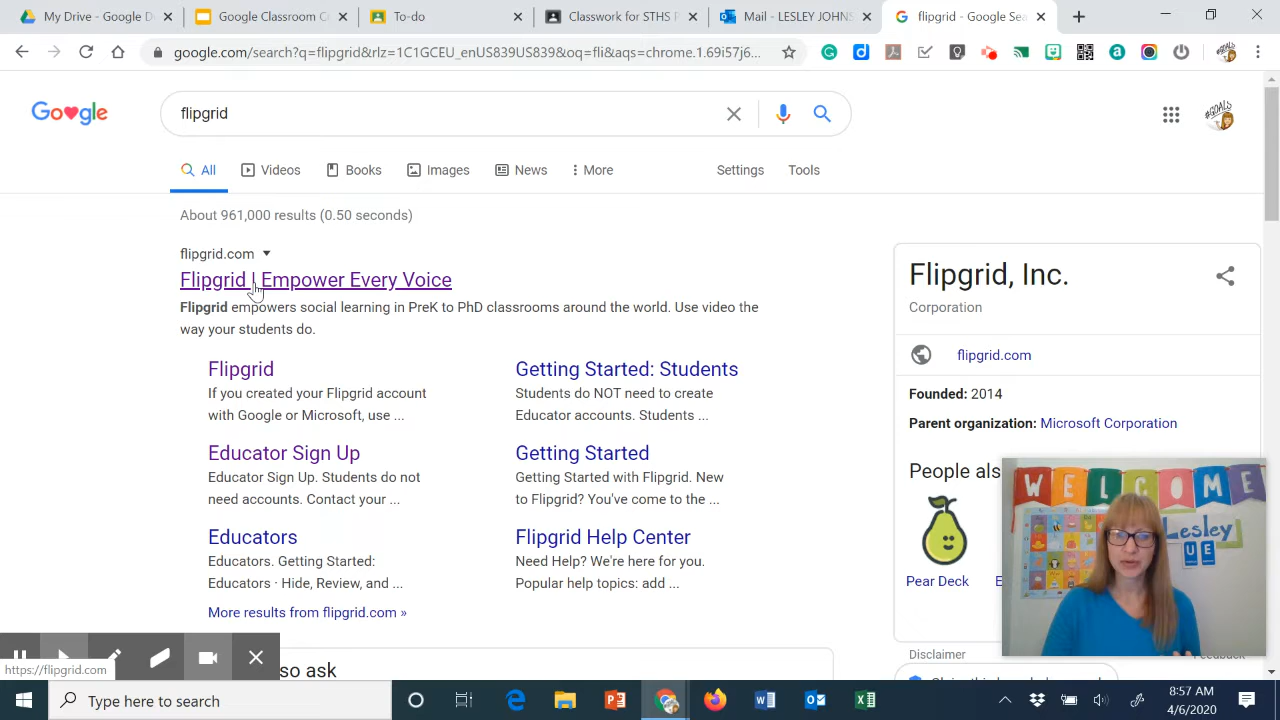 My Drive - Google D
Google Classroom C
To-do
Classwork for STHS P
Mail - LESLEY JOHNS
flipgrid - Google Sea
google.com/search?q=flipgrid&rlz=1C1GCEU_enUS839US839&oq=fli&aqs=chrome.1.69i57j6...
Google
flipgrid
#GOALS
All
Videos
Books
Images
News
More
Settings
Tools
About 961,000 results (0.50 seconds)
flipgrid.com
Flipgrid | Empower Every Voice
Flipgrid empowers social learning in PreK to PhD classrooms around the world. Use video the
way your students do.
Flipgrid
If you created your Flipgrid account
with Google or Microsoft, use ...
Getting Started: Students
Students do NOT need to create
Educator accounts. Students ...
Educator Sign Up
Educator Sign Up. Students do not
need accounts. Contact your ...
Getting Started
Getting Started with Flipgrid. New
to Flipgrid? You've come to the ...
Educators
Educators. Getting Started:
Educators · Hide, Review, and ...
Flipgrid Help Center
Need Help? We're here for you.
Popular help topics: add ...
More results from flipgrid.com »
so ask
Flipgrid, Inc.
Corporation
flipgrid.com
Founded: 2014
Parent organization: Microsoft Corporation
People als
Pear Deck
E
WELCOME
Lesley
UE
Disclaimer
Feedback
https://flipgrid.com
Type here to search
8:57 AM
4/6/2020